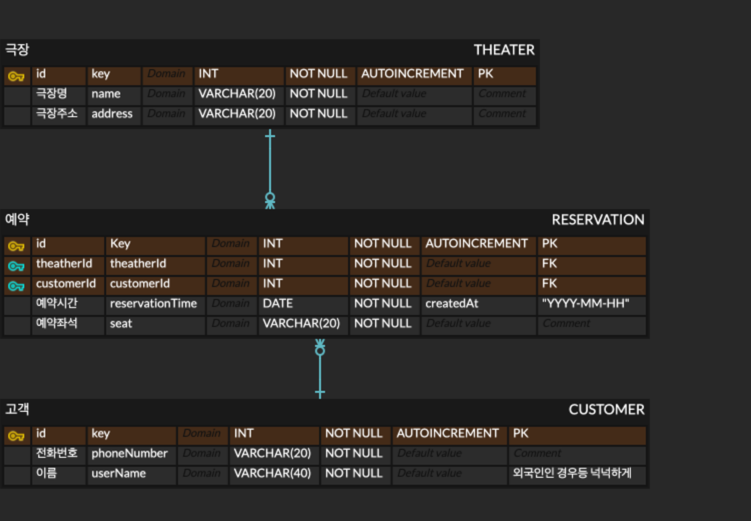 극장 THEATER
id key Domain INT NOT NULL AUTOINCREMENT PK
극장명 name Domain VARCHAR(20) NOT NULL Default value Comment
극장주소 address Domain VARCHAR(20) NOT NULL Default value Comment
예약 RESERVATION
id Key Domain INT NOT NULL AUTOINCREMENT PK
theatherId theatherId Domain INT NOT NULL Default value FK
customerId customerId Domain INT NOT NULL Default value FK
예약시간 reservationTime Domain DATE NOT NULL createdAt "YYYY-MM-HH"
예약좌석 seat Domain VARCHAR(20) NOT NULL Default value Comment
고객 CUSTOMER
id key Domain INT NOT NULL AUTOINCREMENT PK
전화번호 phoneNumber Domain VARCHAR(20) NOT NULL Default value Comment
이름 userName Domain VARCHAR(40) NOT NULL Default value 외국인인 경우등 넉넉하게